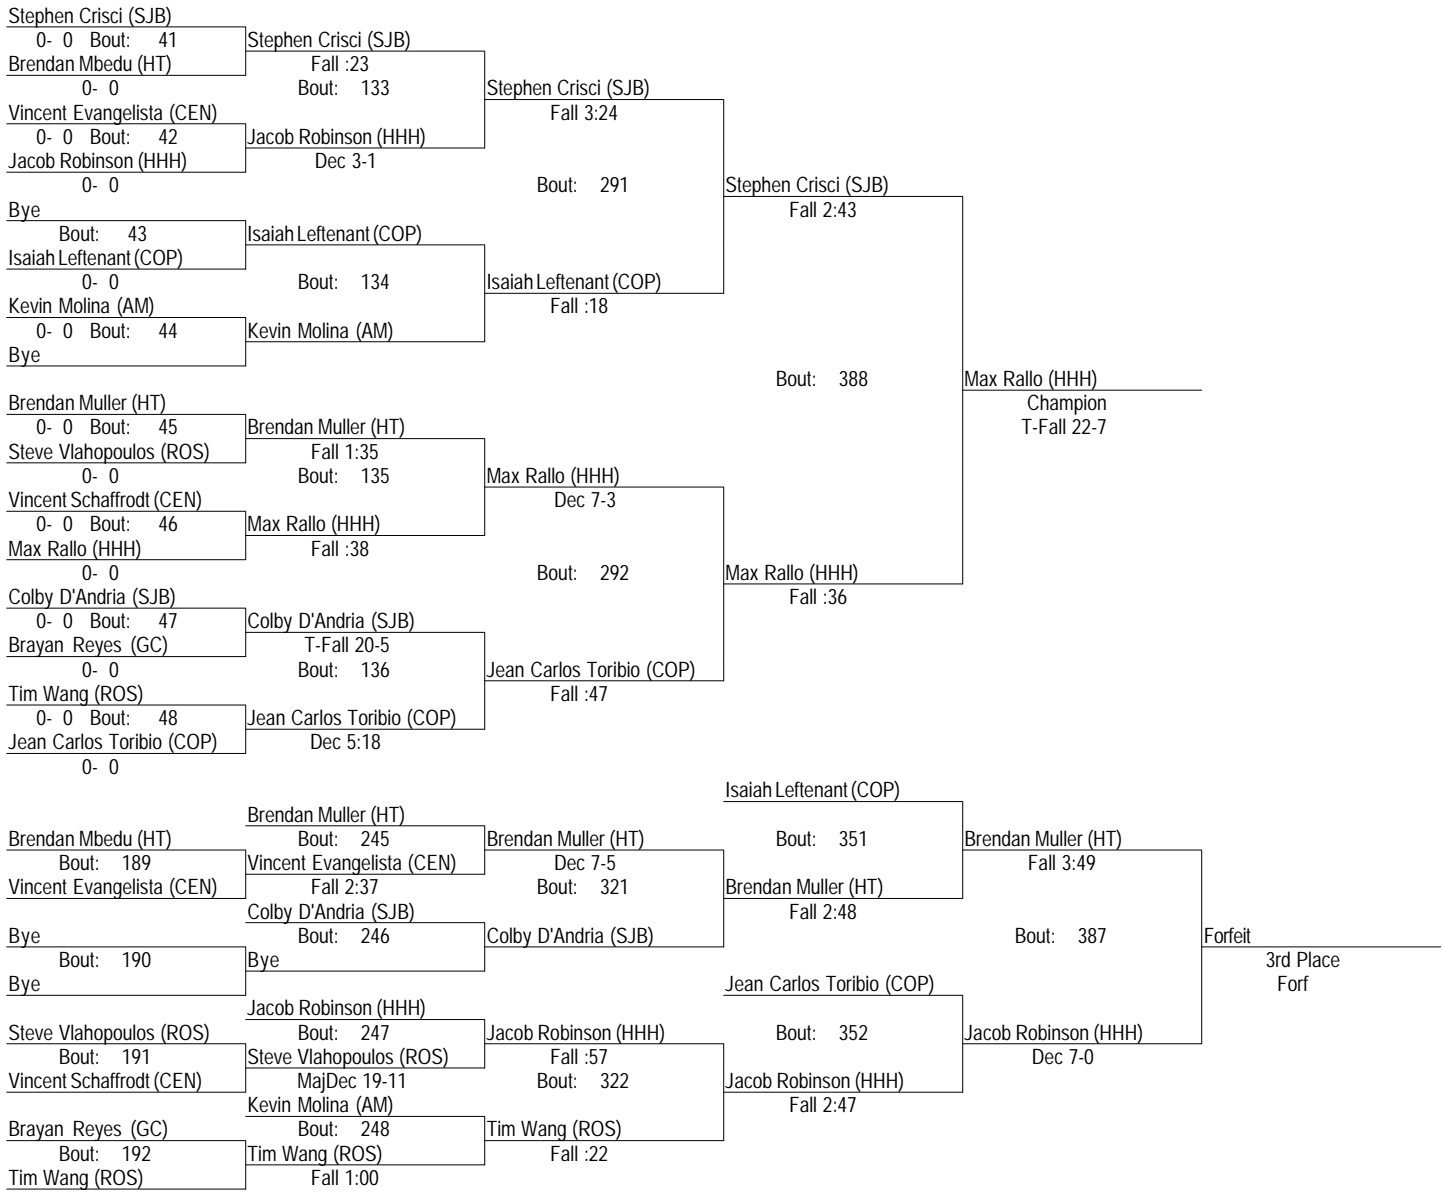 Stephen Crisci (SJB)
0- 0 Bout: 41
Stephen Crisci (SJB)
Brendan Mbedu (HT)
Fall :23
0- 0
Bout: 133
Stephen Crisci (SJB)
Vincent Evangelista (CEN)
Fall 3:24
0- 0 Bout: 42
Jacob Robinson (HHH)
Jacob Robinson (HHH)
Dec 3-1
0- 0
Bout: 291
Stephen Crisci (SJB)
Bye
Fall 2:43
Bout: 43
Isaiah Leftenant (COP)
Isaiah Leftenant (COP)
0- 0
Bout: 134
Isaiah Leftenant (COP)
Kevin Molina (AM)
Fall :18
0- 0 Bout: 44
Kevin Molina (AM)
Bye
Bout: 388
Max Rallo (HHH)
Brendan Muller (HT)
Champion
0- 0 Bout: 45
Brendan Muller (HT)
T-Fall 22-7
Steve Vlahopoulos (ROS)
Fall 1:35
0- 0
Bout: 135
Max Rallo (HHH)
Vincent Schaffrodt (CEN)
Dec 7-3
0- 0 Bout: 46
Max Rallo (HHH)
Max Rallo (HHH)
Fall :38
0- 0
Bout: 292
Max Rallo (HHH)
Colby D'Andria (SJB)
Fall :36
0- 0 Bout: 47
Colby D'Andria (SJB)
Brayan Reyes (GC)
T-Fall 20-5
0- 0
Bout: 136
Jean Carlos Toribio (COP)
Tim Wang (ROS)
Fall :47
0- 0 Bout: 48
Jean Carlos Toribio (COP)
Jean Carlos Toribio (COP)
Dec 5:18
0- 0
Isaiah Leftenant (COP)
Brendan Muller (HT)
Brendan Mbedu (HT)
Bout: 245
Brendan Muller (HT)
Bout: 351
Brendan Muller (HT)
Bout: 189
Vincent Evangelista (CEN)
Dec 7-5
Fall 3:49
Vincent Evangelista (CEN)
Fall 2:37
Bout: 321
Brendan Muller (HT)
Colby D'Andria (SJB)
Fall 2:48
Bye
Bout: 246
Colby D'Andria (SJB)
Bout: 387
Forfeit
Bout: 190
Bye
3rd Place
Bye
Jean Carlos Toribio (COP)
Forf
Jacob Robinson (HHH)
Steve Vlahopoulos (ROS)
Bout: 247
Jacob Robinson (HHH)
Bout: 352
Jacob Robinson (HHH)
Bout: 191
Steve Vlahopoulos (ROS)
Fall :57
Dec 7-0
Vincent Schaffrodt (CEN)
MajDec 19-11
Bout: 322
Jacob Robinson (HHH)
Kevin Molina (AM)
Fall 2:47
Brayan Reyes (GC)
Bout: 248
Tim Wang (ROS)
Bout: 192
Tim Wang (ROS)
Fall :22
Tim Wang (ROS)
Fall 1:00